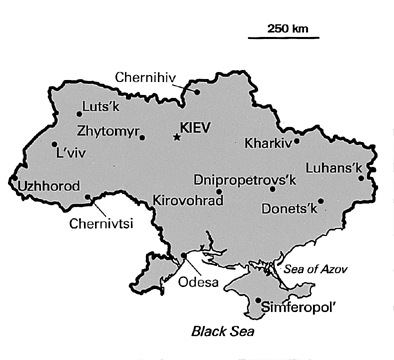 250 km
Chernihiv
Luts'k
Zhytomyr
KIEV
L'viv
Kharkiv
Luhans'k
Uzhhorod
Dnipropetrovs'k
Kirovohrad
Donets'k
Chernivtsi
Odesa
Sea of Azov
Simferopol'
Black Sea